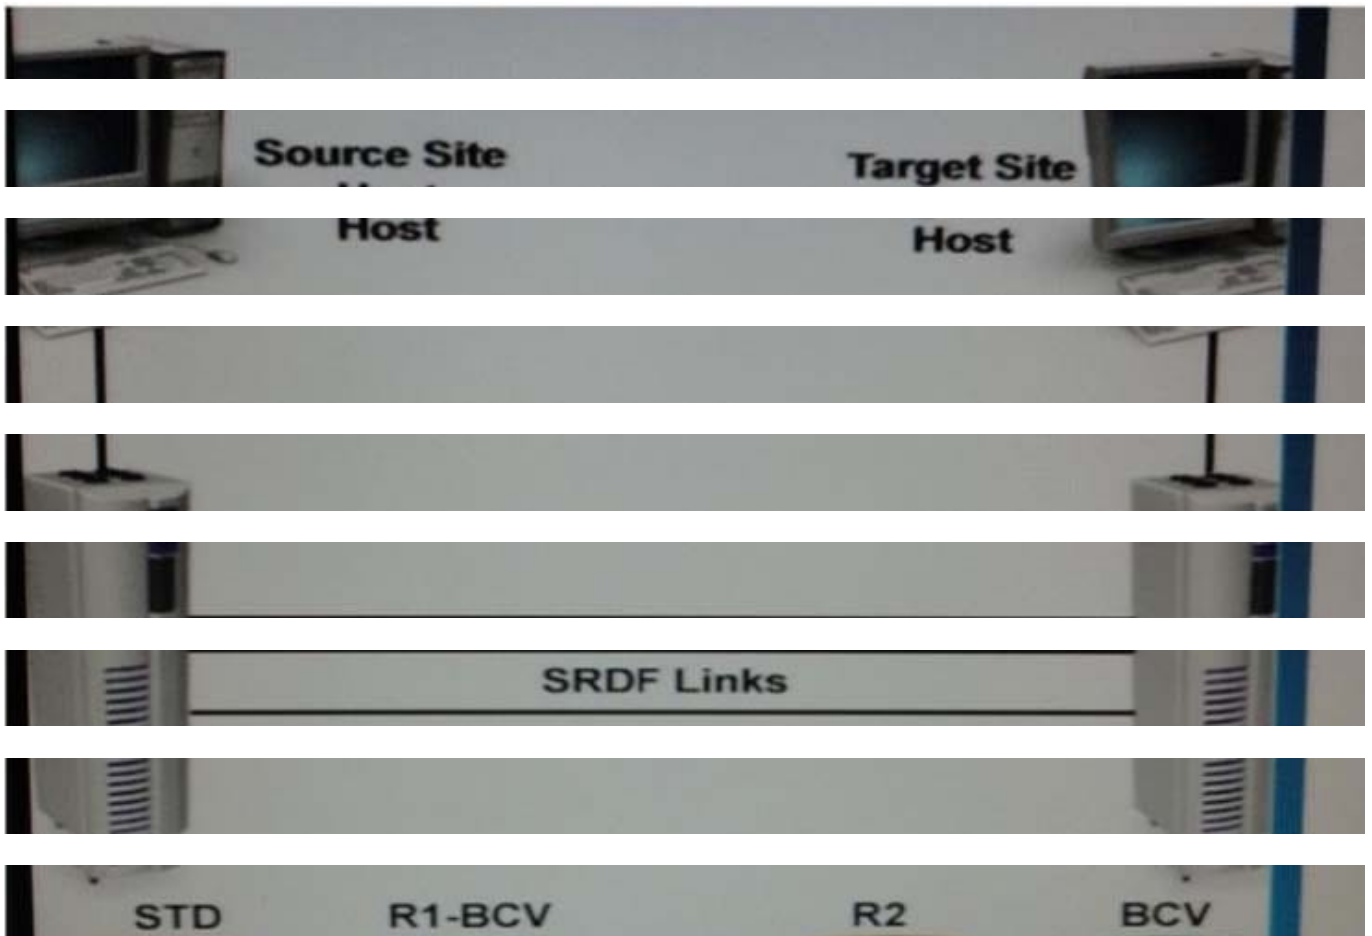 Source Site
Host
Target Site
Host
SRDF Links
STD R1-BCV R2 BCV